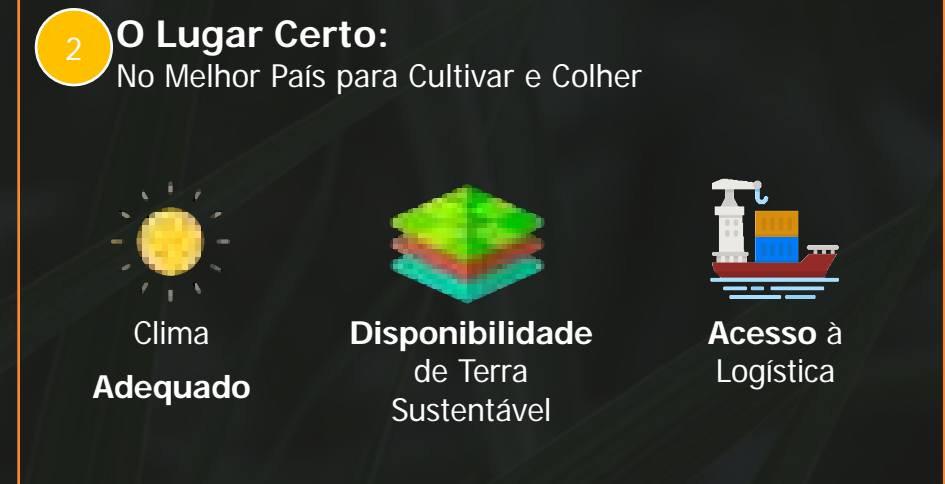 2
O Lugar Certo:
No Melhor País para Cultivar e Colher
Clima
Adequado
Disponibilidade
de Terra
Sustentável
Acesso à
Logística